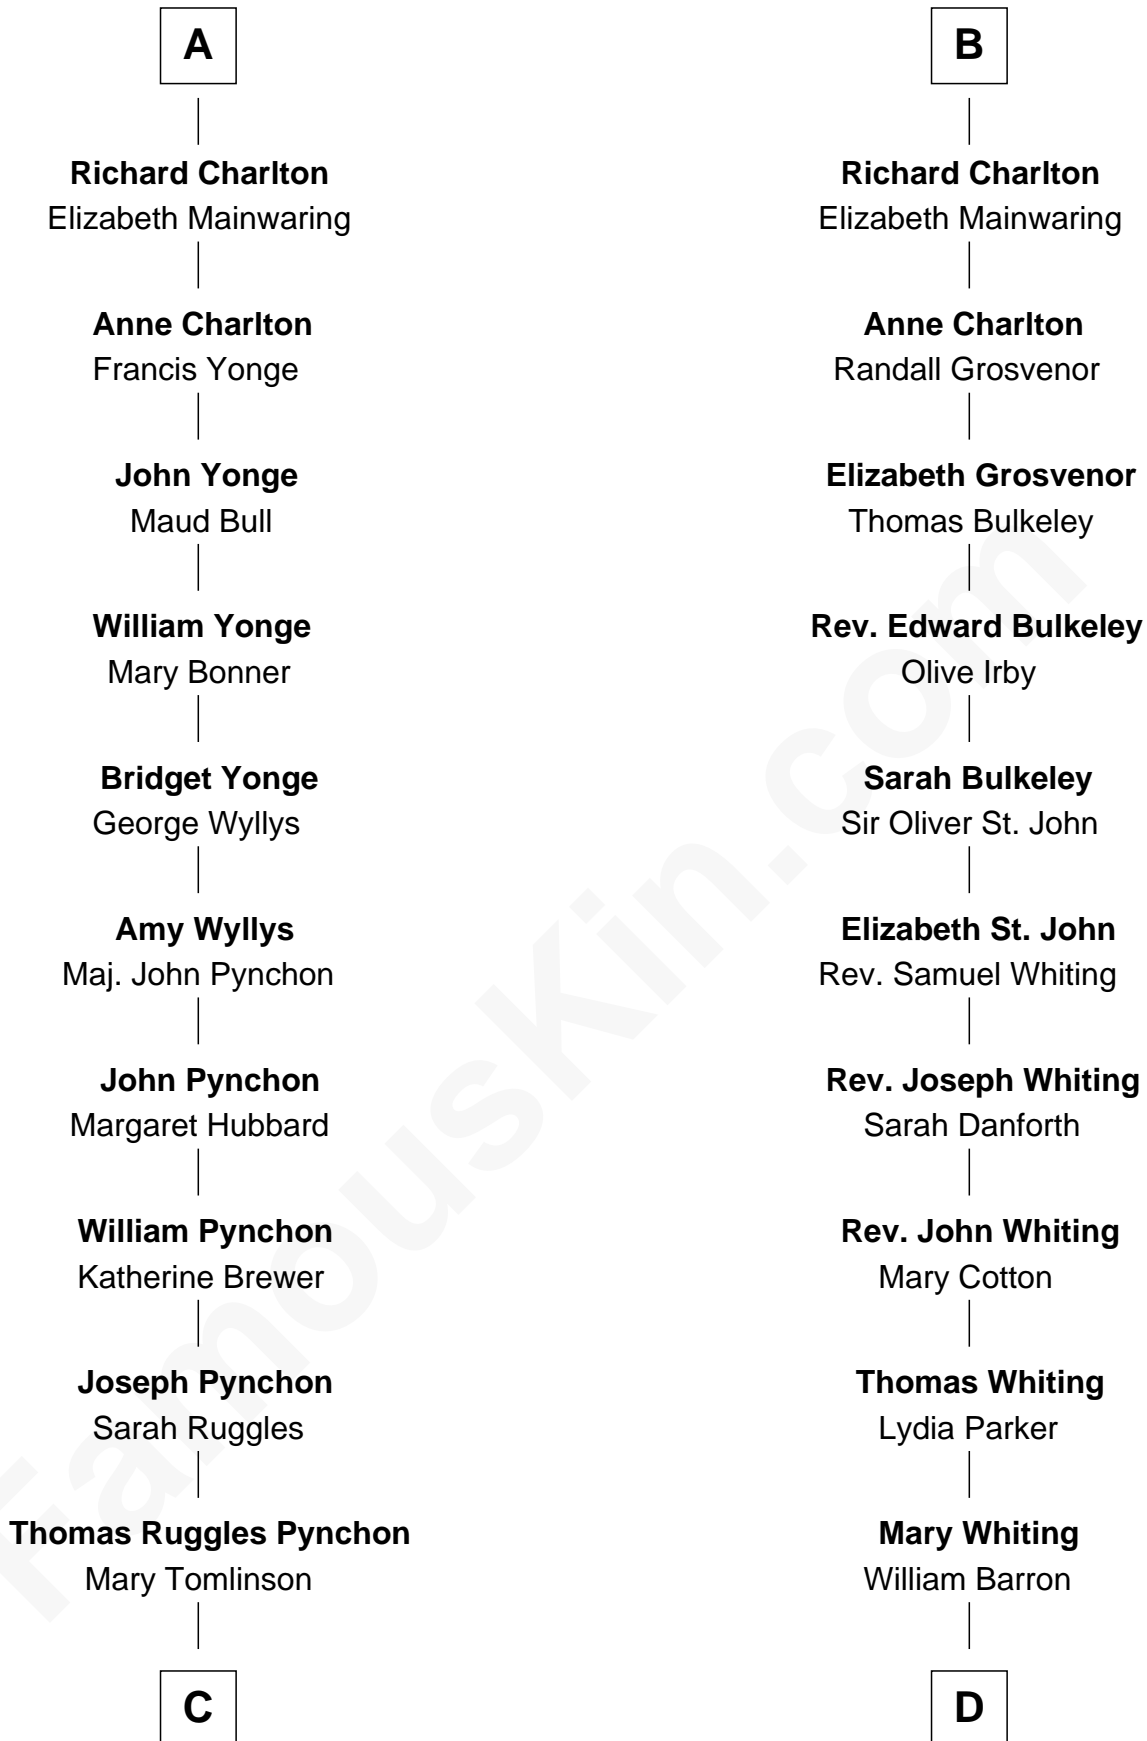 A
Richard Charlton
Elizabeth Mainwaring
Anne Charlton
Francis Yonge
John Yonge
Maud Bull
William Yonge
Mary Bonner
Bridget Yonge
George Wyllys
Amy Wyllys
Maj. John Pynchon
John Pynchon
Margaret Hubbard
William Pynchon
Katherine Brewer
Joseph Pynchon
Sarah Ruggles
Thomas Ruggles Pynchon
Mary Tomlinson
C
B
Richard Charlton
Elizabeth Mainwaring
Anne Charlton
Randall Grosvenor
Elizabeth Grosvenor
Thomas Bulkeley
Rev. Edward Bulkeley
Olive Irby
Sarah Bulkeley
Sir Oliver St. John
Elizabeth St. John
Rev. Samuel Whiting
Rev. Joseph Whiting
Sarah Danforth
Rev. John Whiting
Mary Cotton
Thomas Whiting
Lydia Parker
Mary Whiting
William Barron
D
FamousKin.com